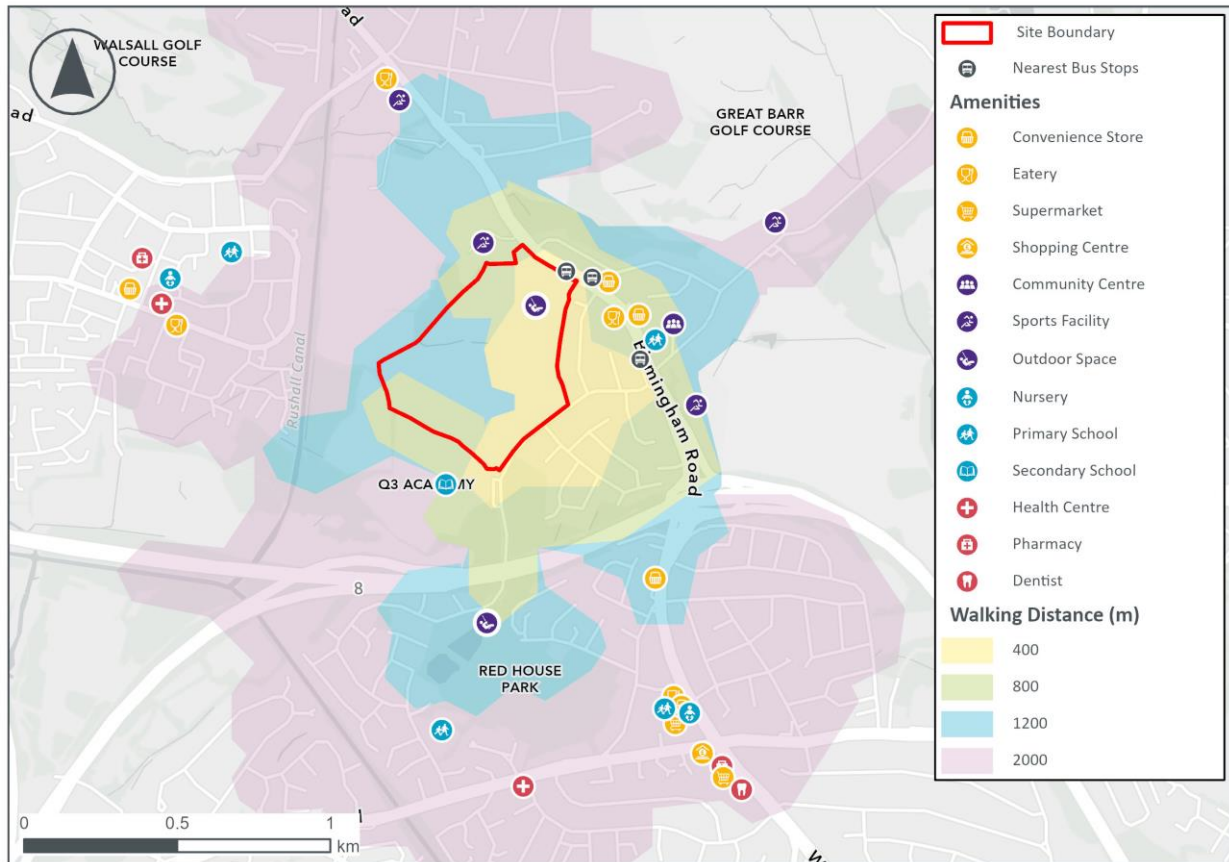 WALSALL GOLF
COURSE
ad
ad
GREAT BARR
GOLF COURSE
Rushall Canal
Birmingham Road
Q3 ACA MY
8
RED HOUSE
PARK
0 0.5 1
km
Site Boundary
Nearest Bus Stops
Amenities
Convenience Store
Eatery
Supermarket
Shopping Centre
Community Centre
Sports Facility
Outdoor Space
Nursery
Primary School
Secondary School
Health Centre
Pharmacy
Dentist
Walking Distance (m)
400
800
1200
2000